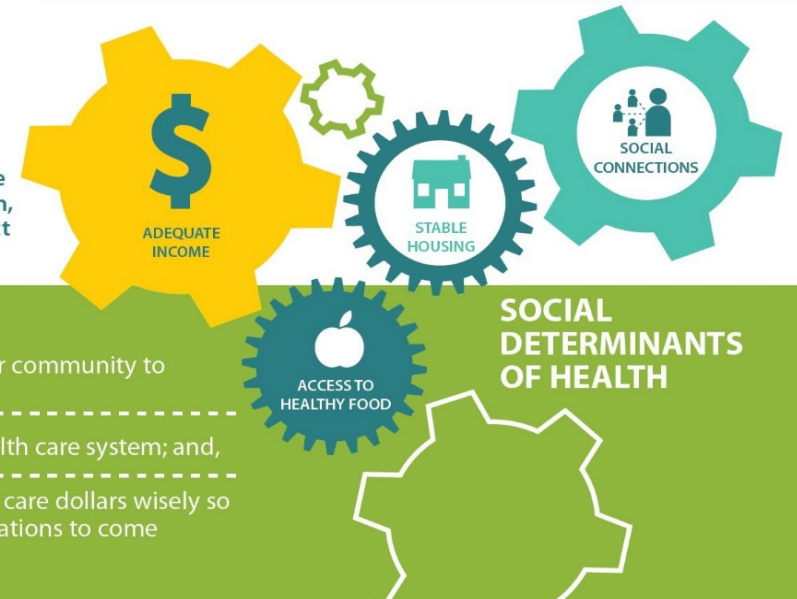 e
n,
ct
ADEQUATE
INCOME
STABLE
HOUSING
SOCIAL
CONNECTIONS
ACCESS TO
HEALTHY FOOD
SOCIAL
DETERMINANTS
OF HEALTH
r community to
lth care system; and,
care dollars wisely so
ations to come